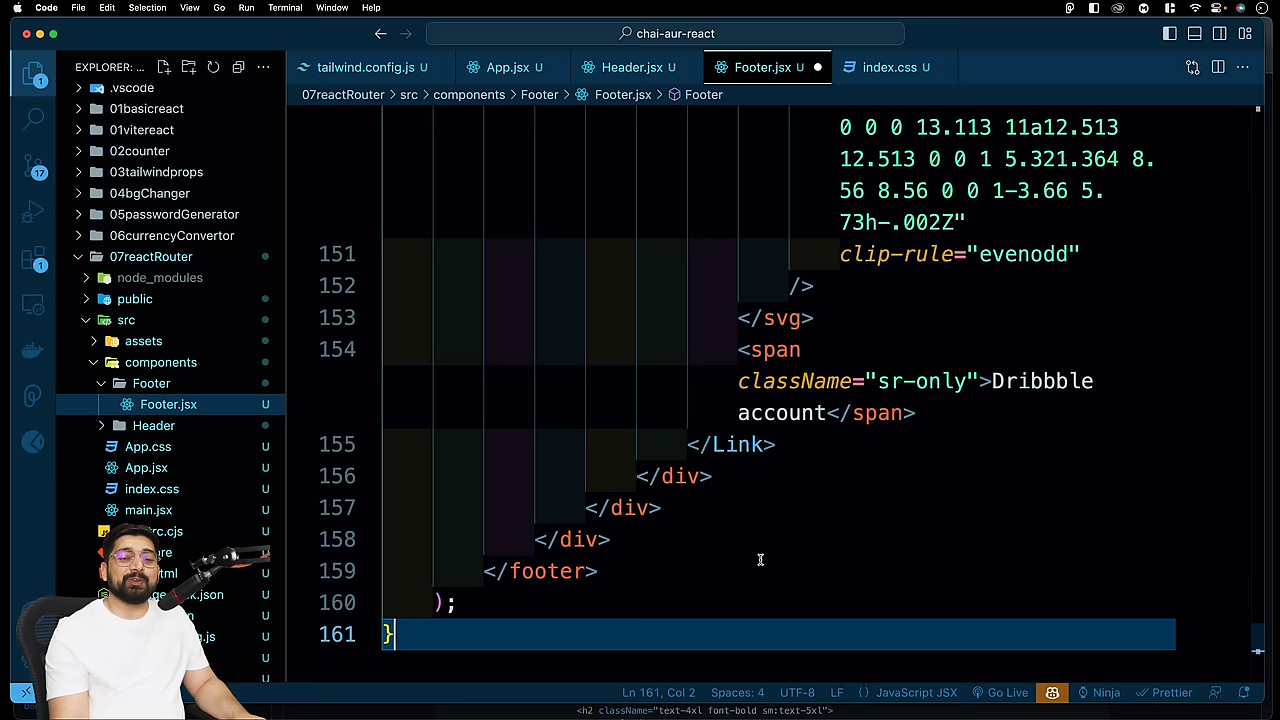 Code File Edit Selection View Go Run Terminal Window Help
chai-aur-react
EXPLORER: ...
tailwind.config.js U
App.jsx U
Header.jsx U
Footer.jsx U
index.css U
07reactRouter > src > components > Footer > Footer.jsx > Footer
.vscode
01basicreact
01vitereact
02counter
03tailwindprops
04bgChanger
05passwordGenerator
06currencyConvertor
07reactRouter
node_modules
public
src
assets
components
Footer
Footer.jsx U
Header
App.css U
App.jsx U
index.css U
main.jsx U
1
17
1
0 0 0 13.113 11a12.513
12.513 0 0 1 5.321.364 8.
56 8.56 0 0 1-3.66 5.
73h-.002Z"
151 clip-rule="evenodd"
152 />
153 </svg>
154 <span
className="sr-only">Dribbble
account</span>
155 </Link>
156 </div>
157 </div>
158 </div>
159 </footer>
160 );
161 }
Ln 161, Col 2 Spaces: 4 UTF-8 LF {} JavaScript JSX Go Live Ninja Prettier
<h2 className="text-4xl font-bold sm:text-5xl">